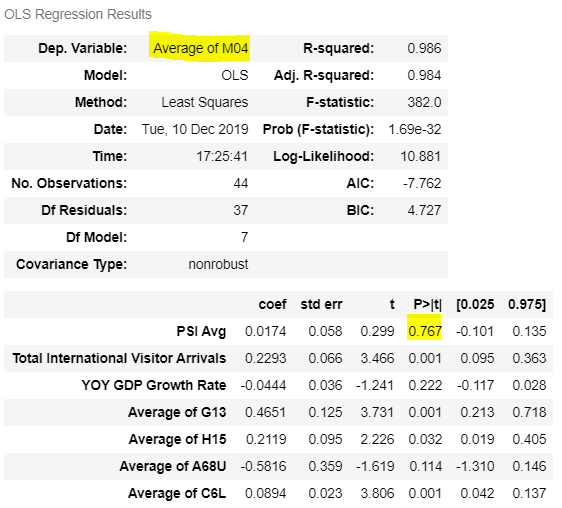 OLS Regression Results
Dep. Variable: Average of M04 R-squared: 0.986
Model: OLS Adj. R-squared: 0.984
Method: Least Squares F-statistic: 382.0
Date: Tue, 10 Dec 2019 Prob (F-statistic): 1.69e-32
Time: 17:25:41 Log-Likelihood: 10.881
No. Observations: 44 AIC: -7.762
Df Residuals: 37 BIC: 4.727
Df Model: 7
Covariance Type: nonrobust
coef std err t P>|t| [0.025 0.975]
PSI Avg 0.0174 0.058 0.299 0.767 -0.101 0.135
Total International Visitor Arrivals 0.2293 0.066 3.466 0.001 0.095 0.363
YOY GDP Growth Rate -0.0444 0.036 -1.241 0.222 -0.117 0.028
Average of G13 0.4651 0.125 3.731 0.001 0.213 0.718
Average of H15 0.2119 0.095 2.226 0.032 0.019 0.405
Average of A68U -0.5816 0.359 -1.619 0.114 -1.310 0.146
Average of C6L 0.0894 0.023 3.806 0.001 0.042 0.137